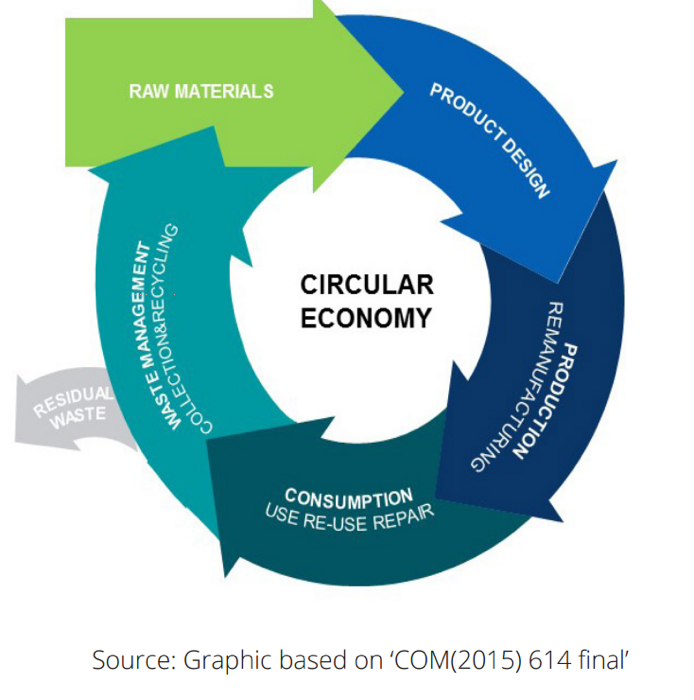 RAW MATERIALS
PRODUCT DESIGN
PRODUCTION
REMANUFACTURING
CONSUMPTION
USE RE-USE REPAIR
WASTE MANAGEMENT
COLLECTION&RECYCLING
RESIDUAL
WASTE
CIRCULAR
ECONOMY
Source: Graphic based on ‘COM(2015) 614 final’